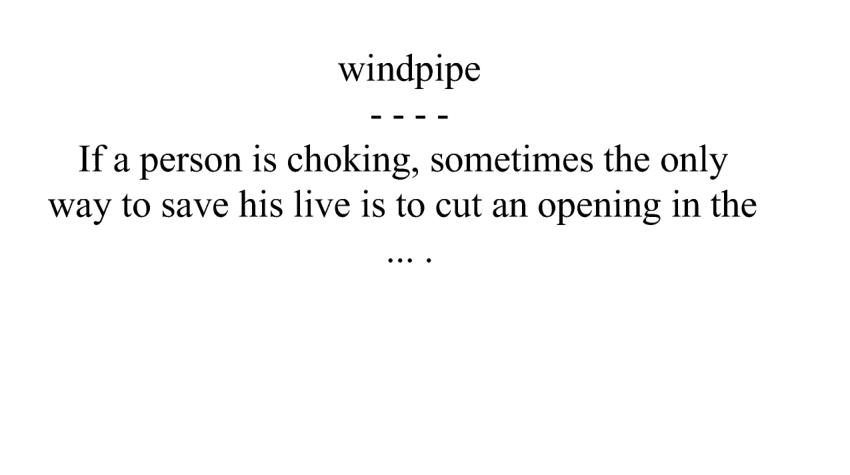 windpipe
- - - -
If a person is choking, sometimes the only
way to save his live is to cut an opening in the
... .